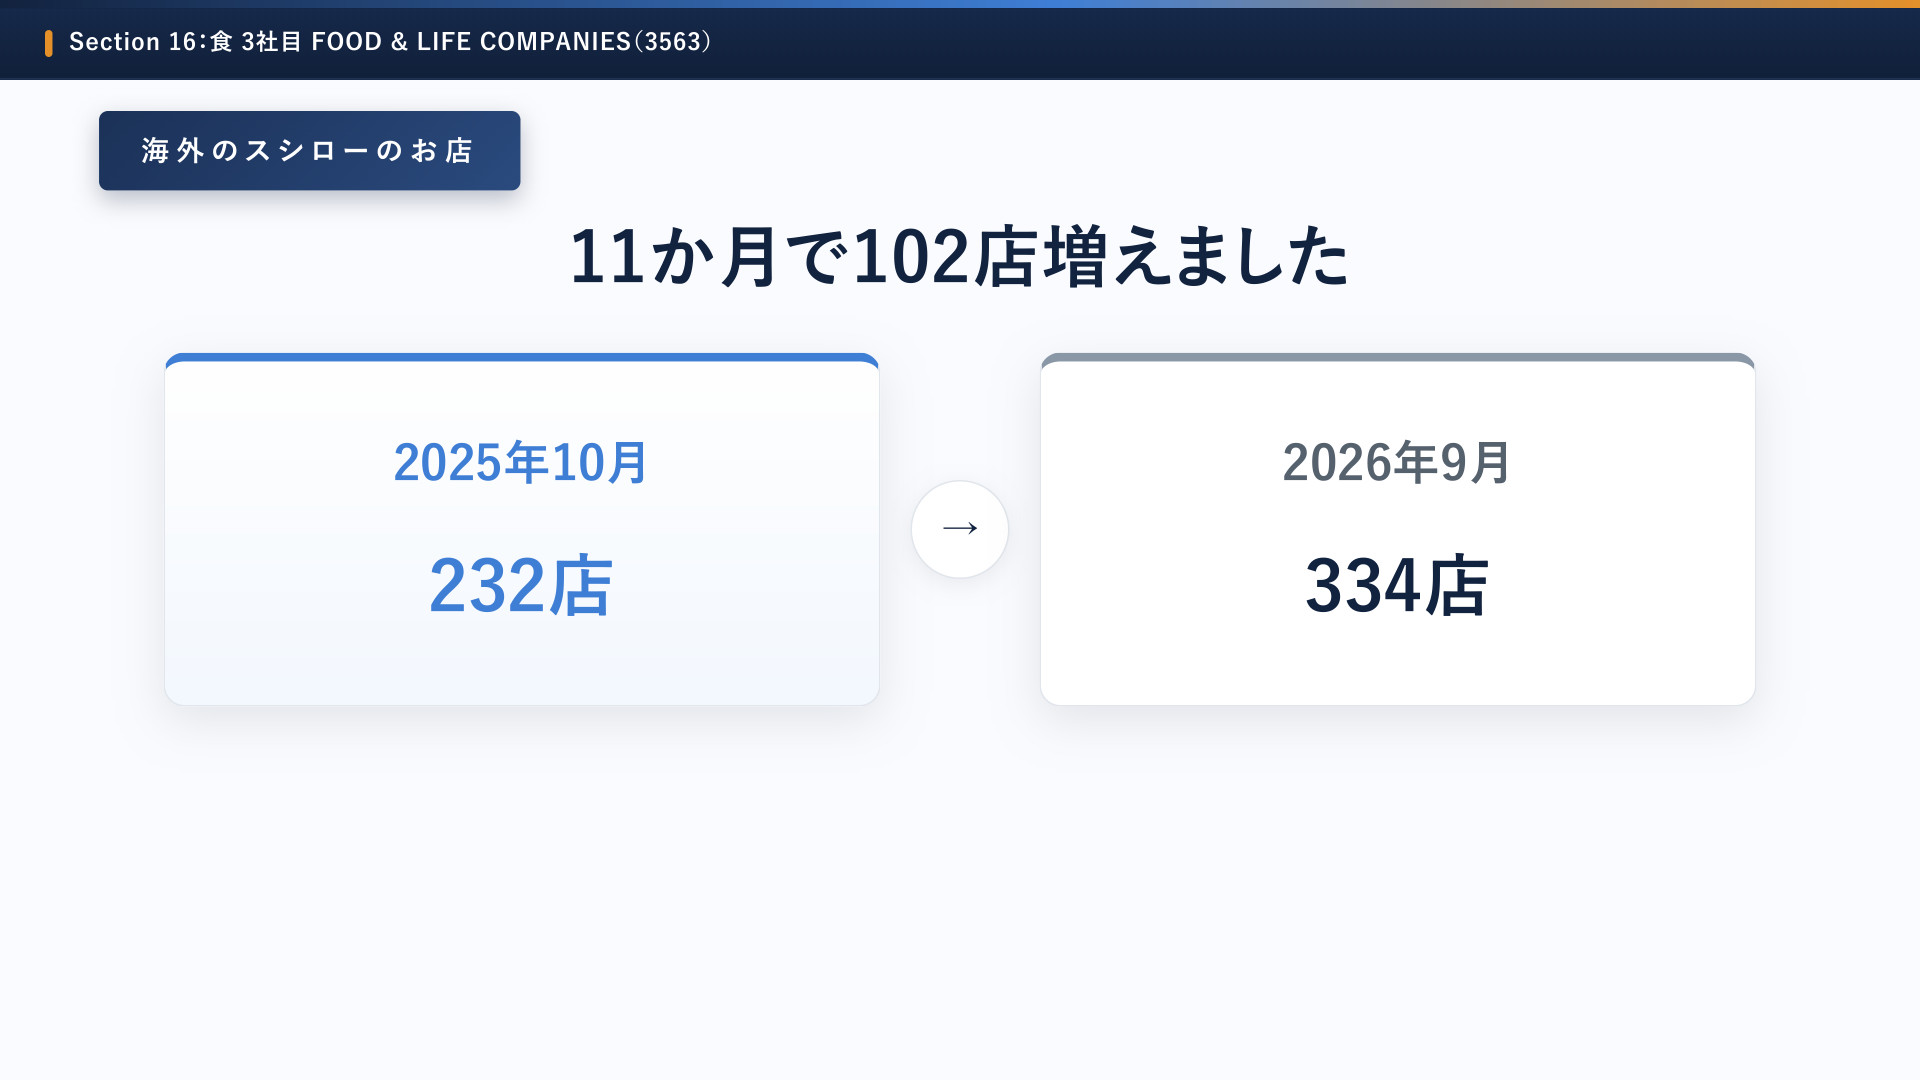 Section 16：食 3社目 FOOD & LIFE COMPANIES（3563）
海外のスシローのお店
11か月で102店増えました
2025年10月
232店
→
2026年9月
334店